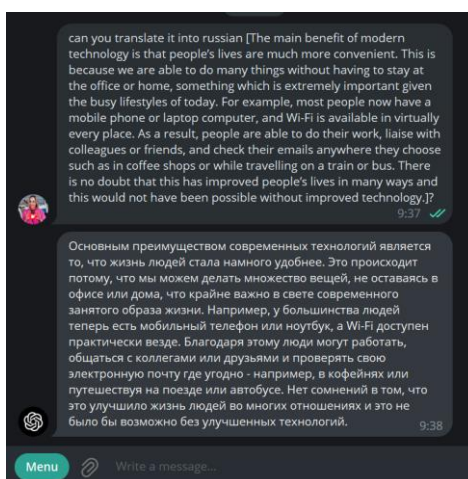 can you translate it into russian [The main benefit of modern
technology is that people's lives are much more convenient. This is
because we are able to do many things without having to stay at
the office or home, something which is extremely important given
the busy lifestyles of today. For example, most people now have a
mobile phone or laptop computer, and Wi-Fi is available in virtually
every place. As a result, people are able to do their work, liaise with
colleagues or friends, and check their emails anywhere they choose
such as in coffee shops or while travelling on a train or bus. There
is no doubt that this has improved people's lives in many ways and
this would not have been possible without improved technology.]?
9:37
Основным преимуществом современных технологий является
то, что жизнь людей стала намного удобнее. Это происходит
потому, что мы можем делать множество вещей, не оставаясь в
офисе или дома, что крайне важно в свете современного
занятого образа жизни. Например, у большинства людей
теперь есть мобильный телефон или ноутбук, а Wi-Fi доступен
практически везде. Благодаря этому люди могут работать,
общаться с коллегами или друзьями и проверять свою
электронную почту где угодно - например, в кофейнях или
путешествуя на поезде или автобусе. Нет сомнений в том, что
это улучшило жизнь людей во многих отношениях и это не
было бы возможно без улучшенных технологий.
9:38
Menu
Write a message...